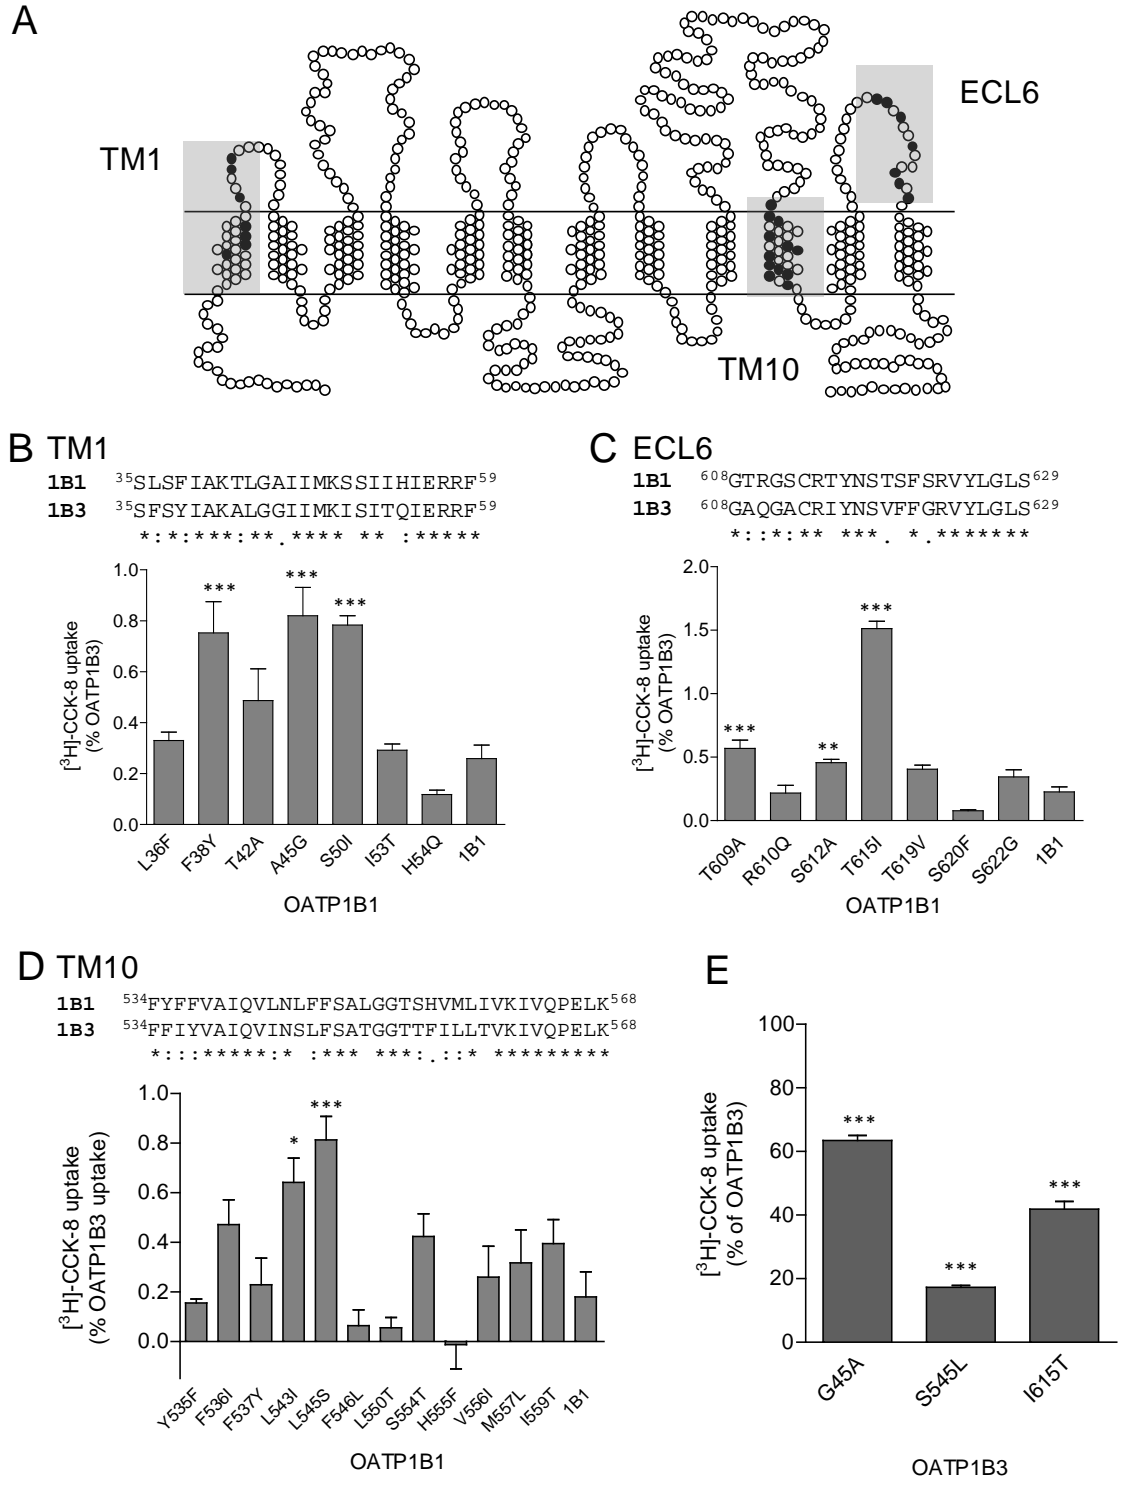 A
TM1
ECL6
TM10
B TM1
1B1 35SLSFIAKTLGAIIMKSSIIHIERRF59
1B3 35SFSYIAKALGGIIMKISITQIERRF59
*:*:***:**.**** ** :*****
[3H]-CCK-8 uptake
(% OATP1B3)
1.0
0.8
0.6
0.4
0.2
0.0
*** *** ***
L36F F38Y T42A A45G S50I I53T H54Q 1B1
OATP1B1
C ECL6
1B1 608GTRGSCRTYNSTSFSRVYLGLS629
1B3 608GAQGACRIYNSVFFGRVYLGLS629
*::*:** ***. *.*******
[3H]-CCK-8 uptake
(% OATP1B3)
2.0
1.5
1.0
0.5
0.0
*** ** ***
T609A R610Q S612A T615I T619V S620F S622G 1B1
OATP1B1
D TM10
1B1 534FYFFVAIQVLNLFFSALGGTSHVMLIVKIVQPELK568
1B3 534FFIYVAIQVINSLFSATGGTTFILLTVKIVQPELK568
*:::*****:* :*** ***:.::* *********
[3H]-CCK-8 uptake
(% OATP1B3 uptake)
1.0
0.8
0.6
0.4
0.2
0.0
* ***
Y535F F536I F537Y L543I L545S F546L L550T S554T H555F V556I M557L I559T 1B1
OATP1B1
E
[3H]-CCK-8 uptake
(% of OATP1B3)
100
80
60
40
20
0
*** *** ***
G45A S545L I615T
OATP1B3